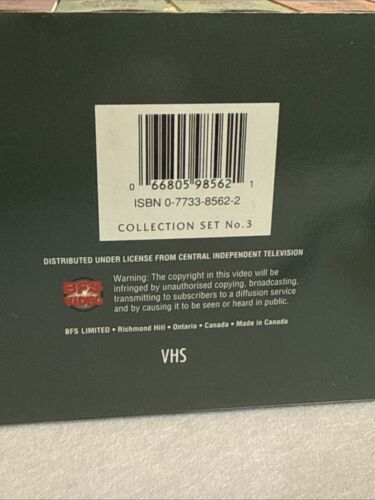 0 66805 98562 1
ISBN 0-7733-8562-2
COLLECTION SET No.3
DISTRIBUTED UNDER LICENSE FROM CENTRAL INDEPENDENT TELEVISION
BFS
VIDEO
Warning: The copyright in this video will be
infringed by unauthorised copying, broadcasting,
transmitting to subscribers to a diffusion service
and by causing it to be seen or heard in public.
BFS LIMITED • Richmond Hill • Ontario • Canada • Made in Canada
VHS